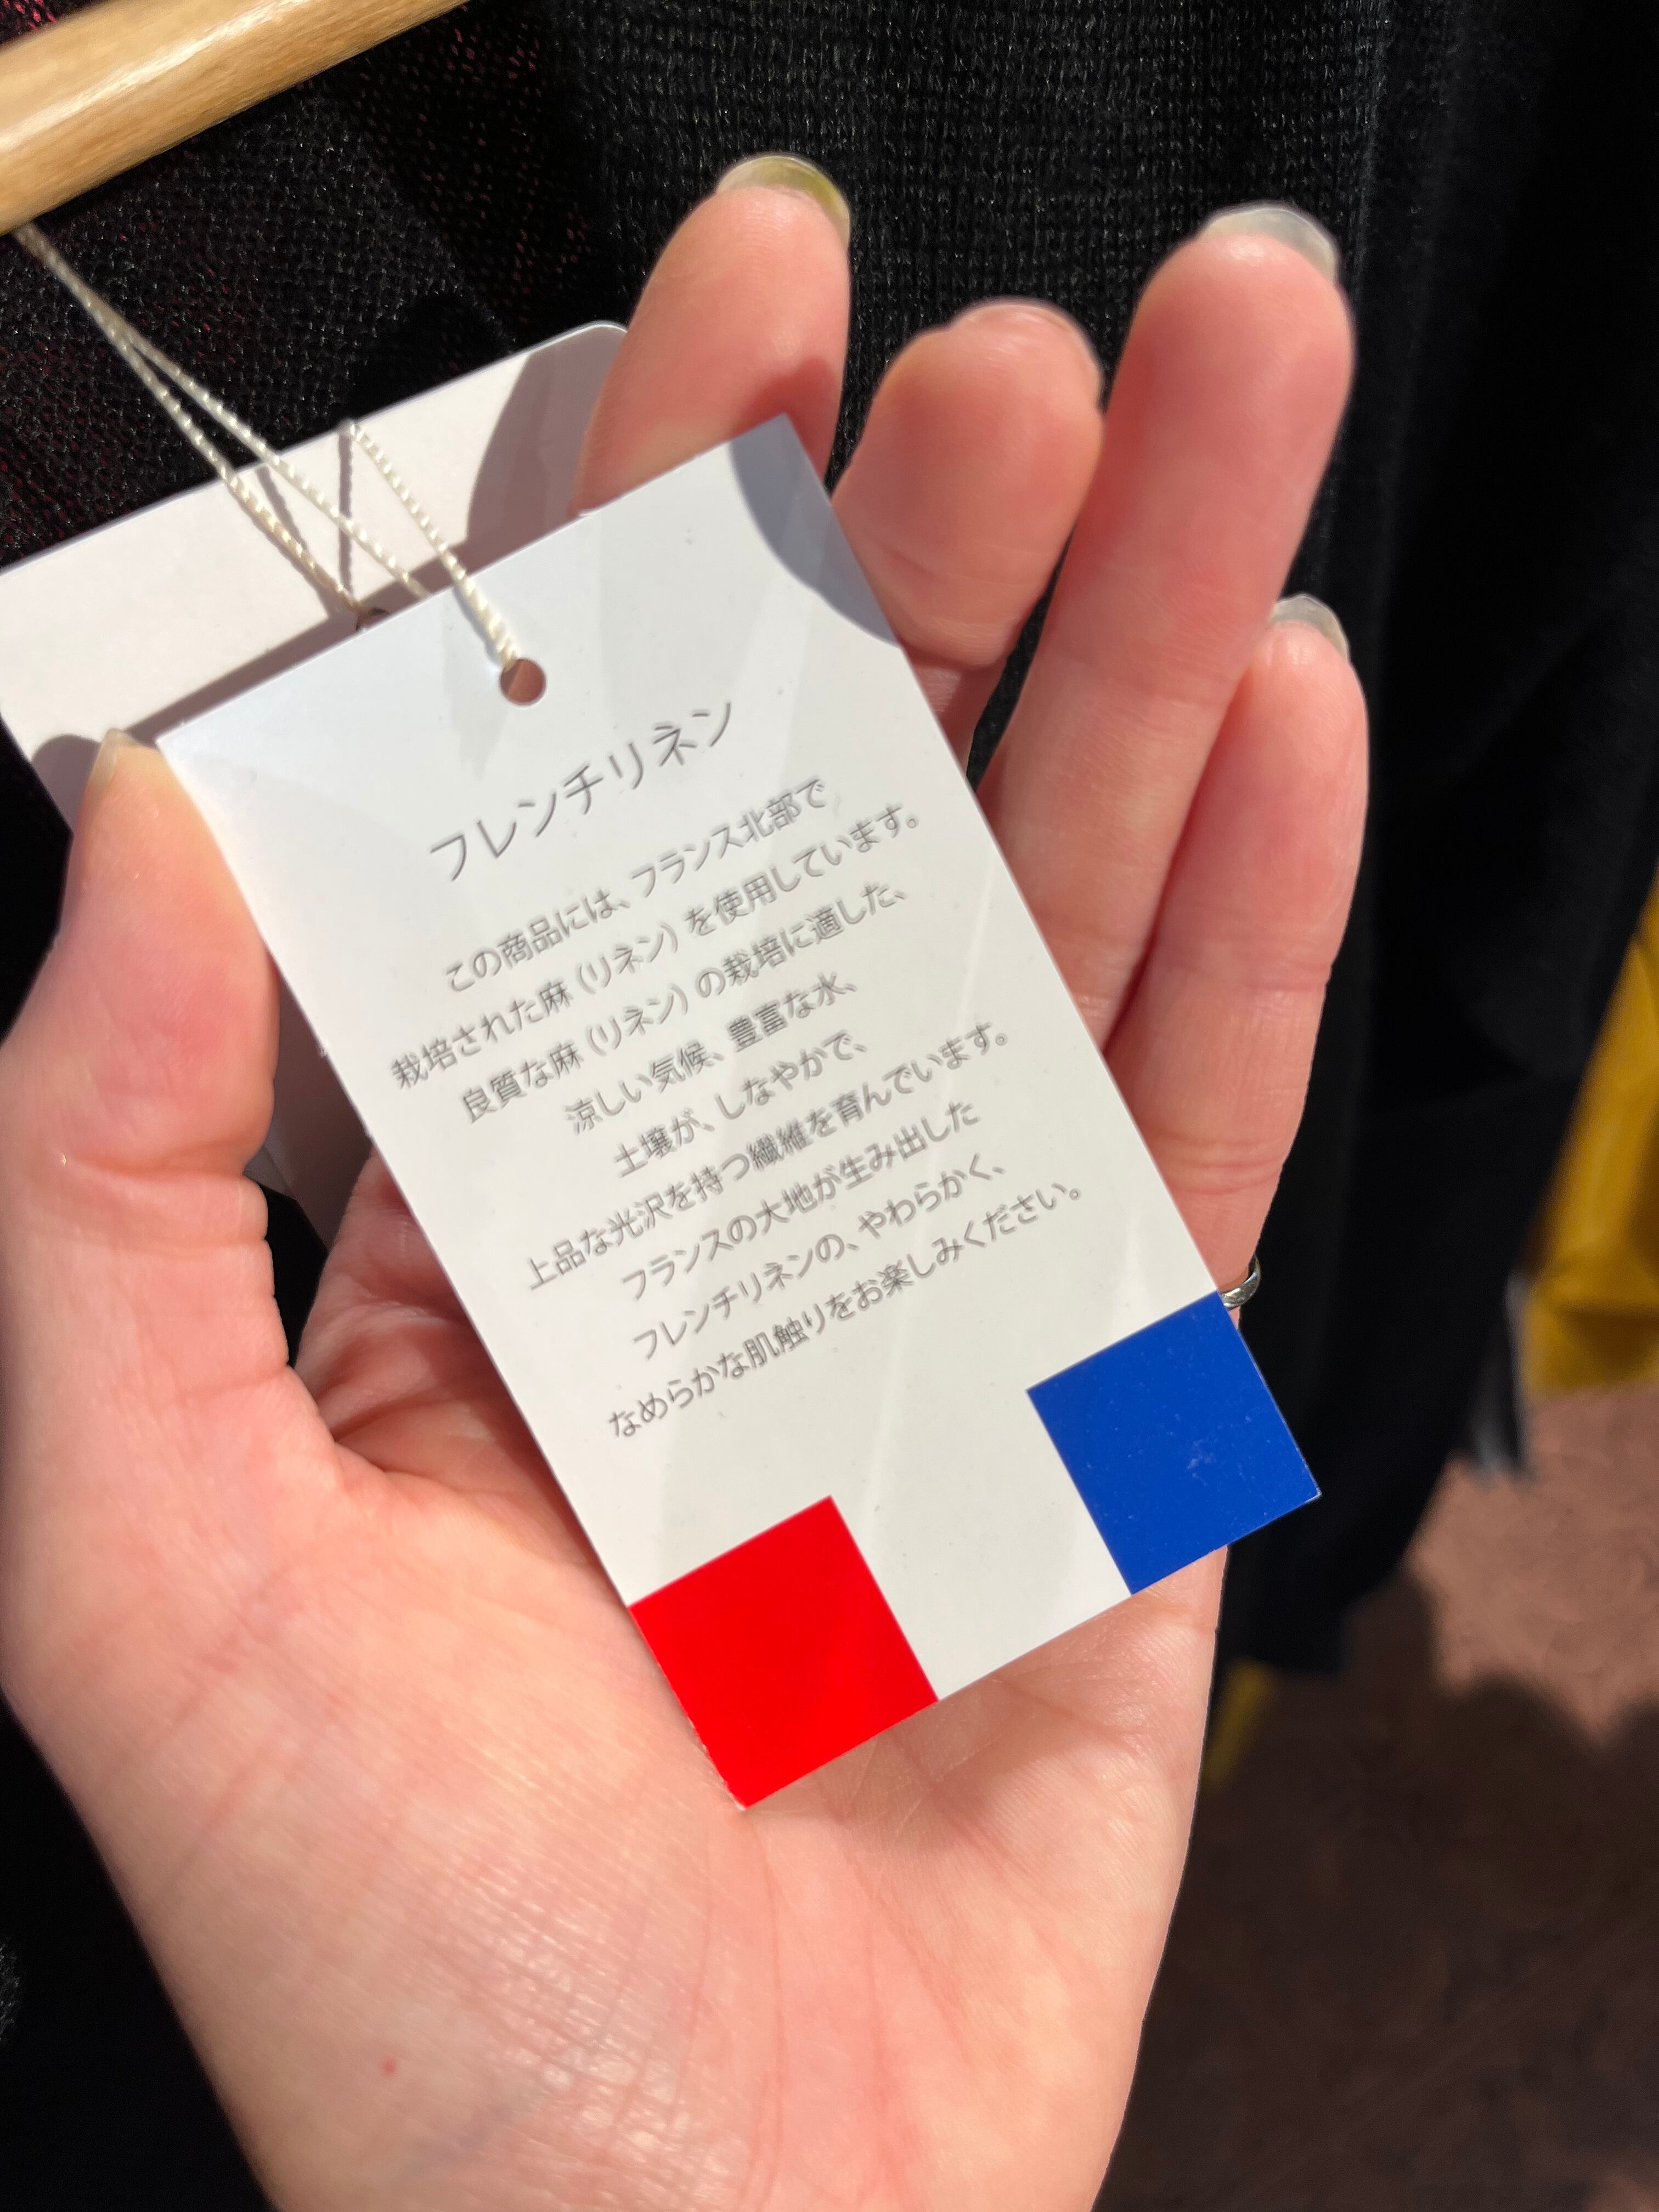 フレンチリネン
この商品には、フランス北部で
栽培された麻（リネン）を使用しています。
良質な麻（リネン）の栽培に適した、
涼しい気候、豊富な水、
土壌が、しなやかで、
上品な光沢を持つ繊維を育んでいます。
フランスの大地が生み出した
フレンチリネンの、やわらかく、
なめらかな肌触りをお楽しみください。